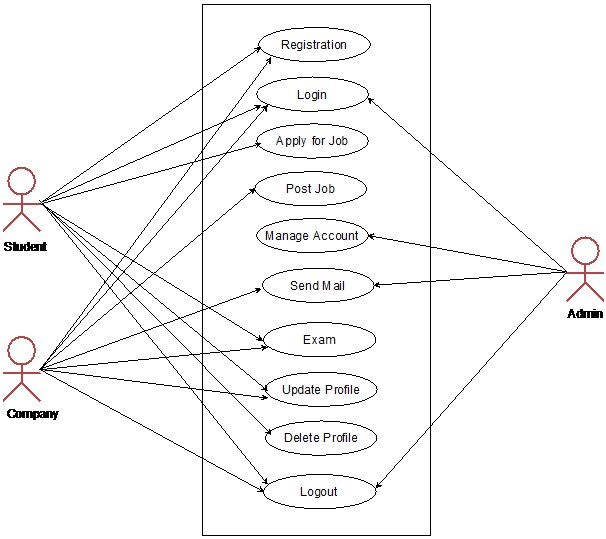 Registration
Login
Apply for Job
Post Job
Student
Manage Account
Send Mail
Admin
Exam
Company
Update Profile
Delete Profile
Logout